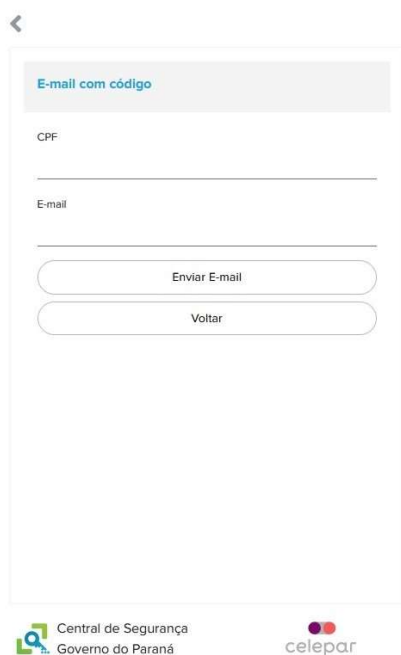 E-mail com código
CPF
E-mail
Enviar E-mail
Voltar
Central de Segurança
Governo do Paraná
celepar